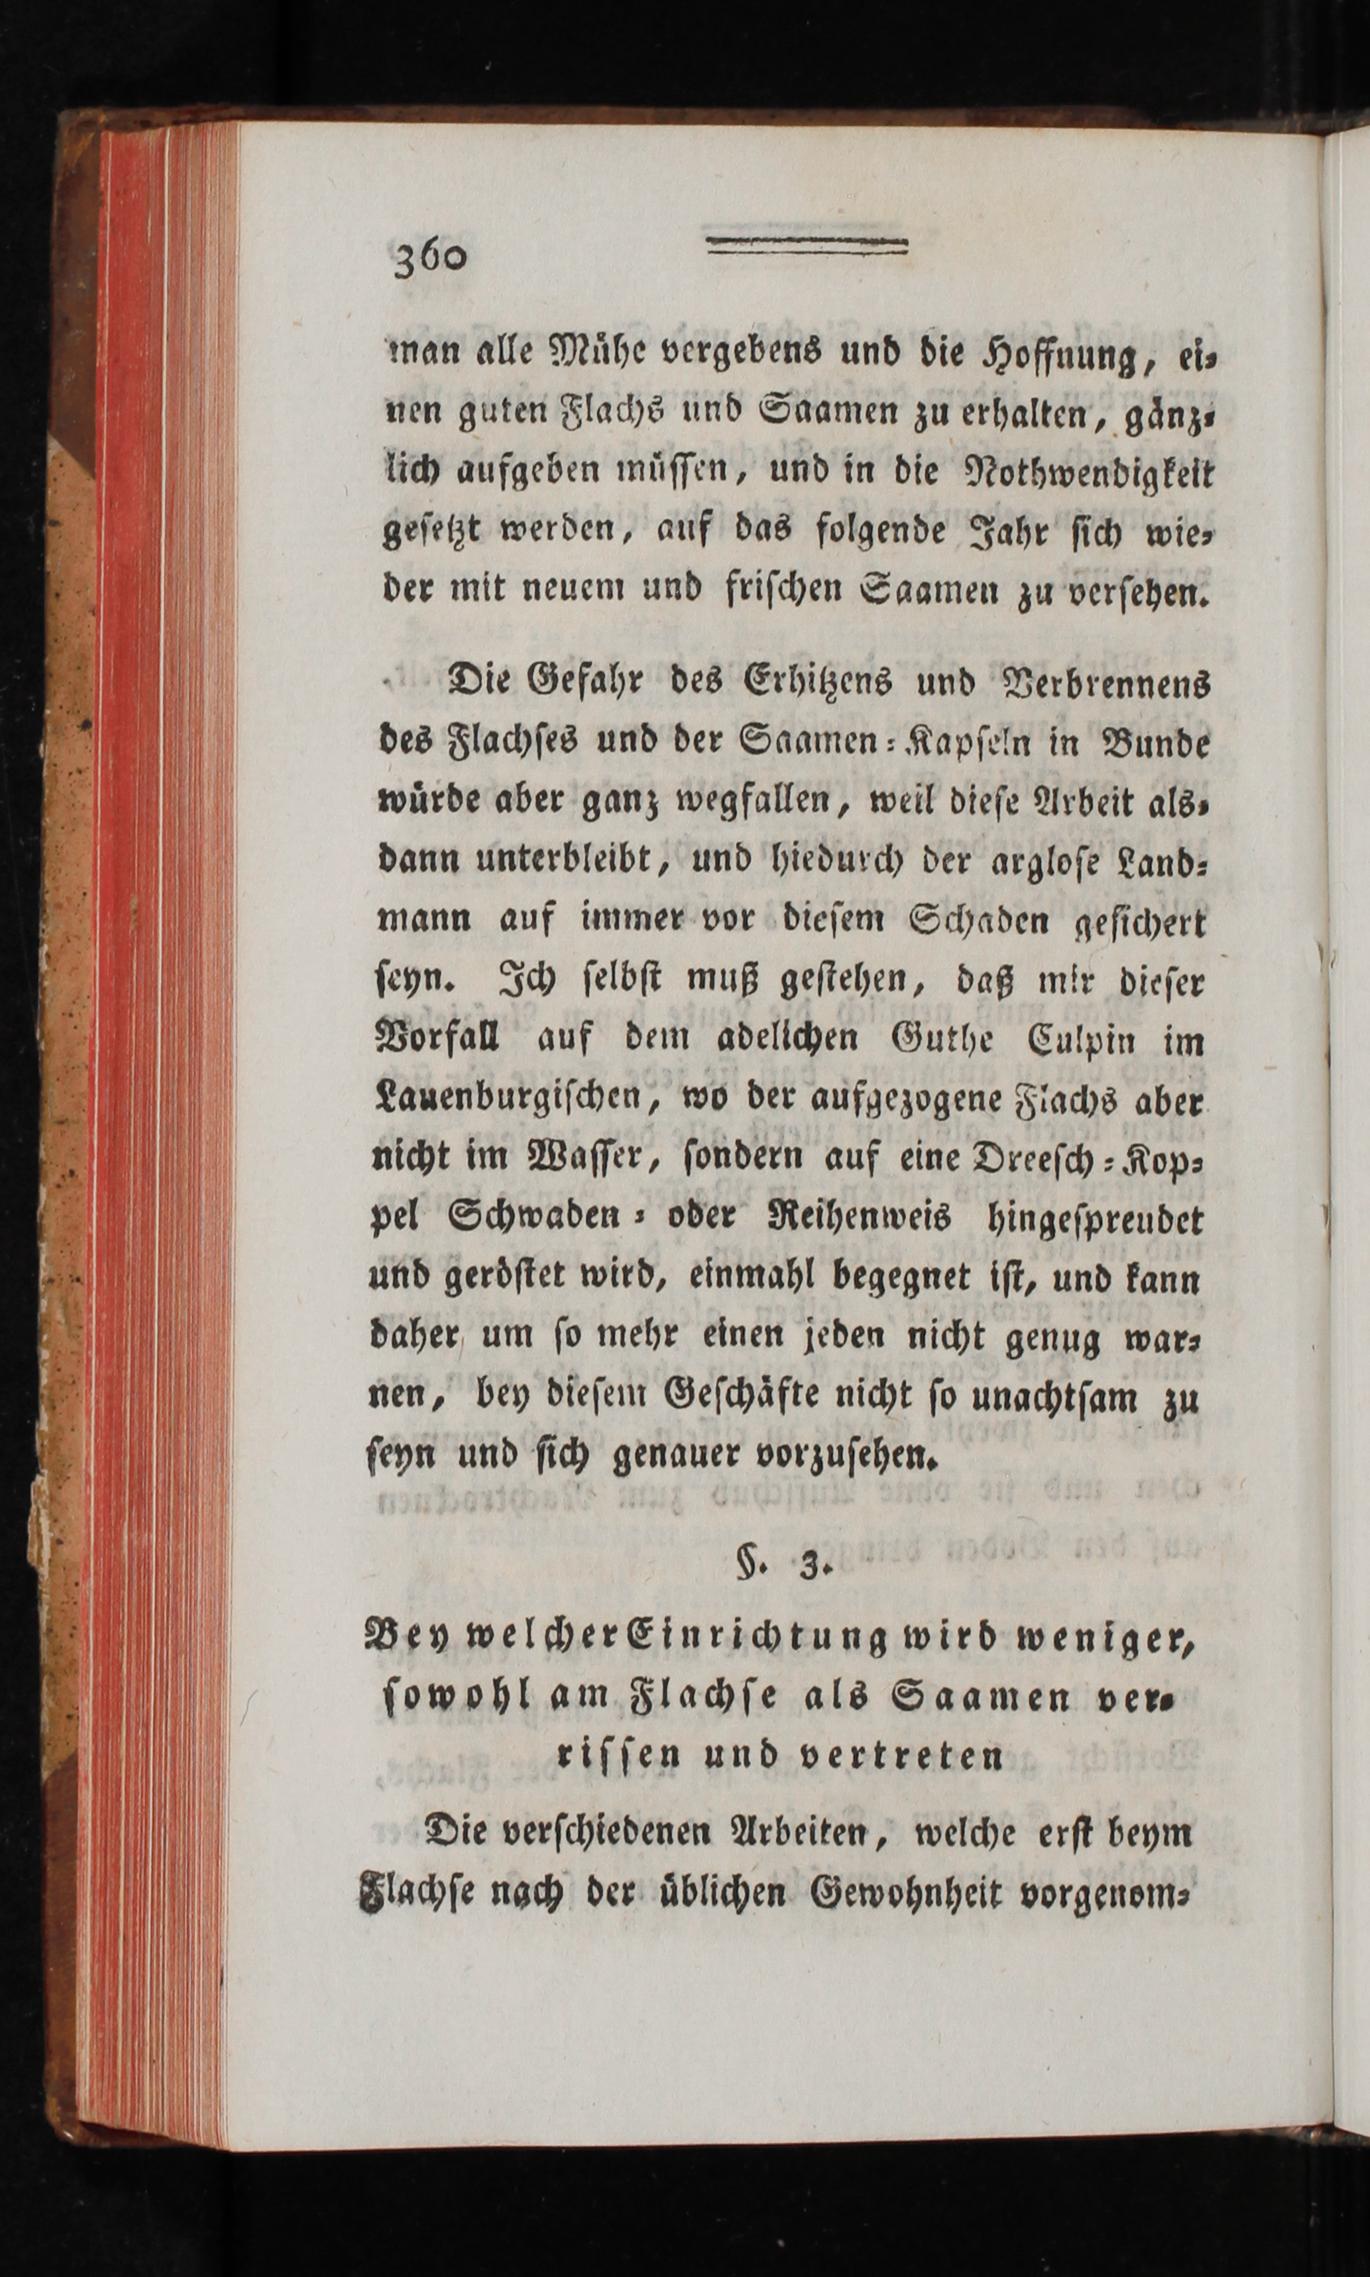 360
man alle Mühe vergebens und die Hoffnung, ei-
nen guten Flachs und Saamen zu erhalten, gänz-
lich aufgeben müſſen, und in die Nothwendigkeit
geſetzt werden, auf das folgende Jahr ſich wie-
der mit neuem und friſchen Saamen zu verſehen.
Die Gefahr des Erhitzens und Verbrennens
des Flachſes und der Saamen-Kapſeln in Bunde
würde aber ganz wegfallen, weil dieſe Arbeit als-
dann unterbleibt, und hiedurch der argloſe Land-
mann auf immer vor dieſem Schaden geſichert
ſeyn. Ich ſelbſt muß geſtehen, daß mir dieſer
Vorfall auf dem adelichen Guthe Culpin im
Lauenburgiſchen, wo der aufgezogene Flachs aber
nicht im Waſſer, ſondern auf eine Dreeſch-Kop-
pel Schwaden- oder Reihenweis hingeſpreudet
und geröſtet wird, einmahl begegnet iſt, und kann
daher um ſo mehr einen jeden nicht genug war-
nen, bey dieſem Geſchäfte nicht ſo unachtſam zu
ſeyn und ſich genauer vorzuſehen.
§. 3.
Bey welcher Einrichtung wird weniger,
ſowohl am Flachſe als Saamen ver-
riſſen und vertreten
Die verſchiedenen Arbeiten, welche erſt beym
Flachſe nach der üblichen Gewohnheit vorgenom-